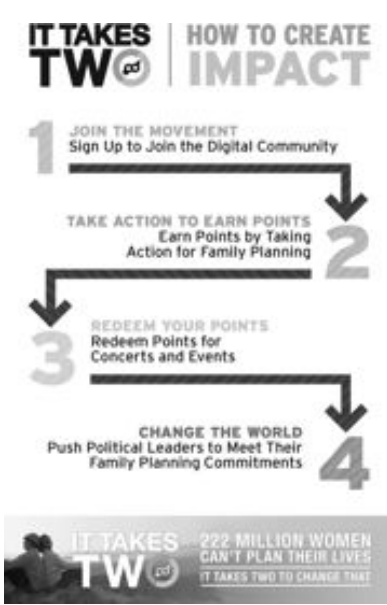 IT TAKES
TWO
HOW TO CREATE
IMPACT
1
JOIN THE MOVEMENT
Sign Up to Join the Digital Community
TAKE ACTION TO EARN POINTS
Earn Points by Taking
Action for Family Planning
2
3
REDEEM YOUR POINTS
Redeem Points for
Concerts and Events
CHANGE THE WORLD
Push Political Leaders to Meet Their
Family Planning Commitments
4
IT TAKES
TWO
222 MILLION WOMEN
CAN'T PLAN THEIR LIVES
IT TAKES TWO TO CHANGE THAT